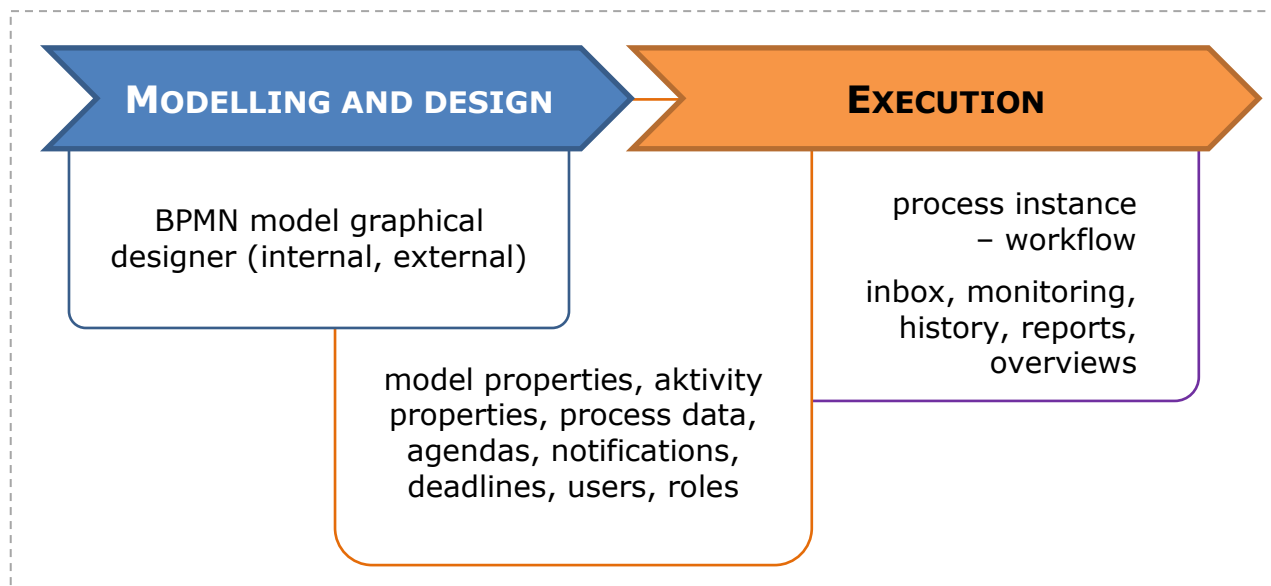 MODELLING AND DESIGN
EXECUTION
BPMN model graphical
designer (internal, external)
process instance
– workflow
inbox, monitoring,
history, reports,
overviews
model properties, aktivity
properties, process data,
agendas, notifications,
deadlines, users, roles